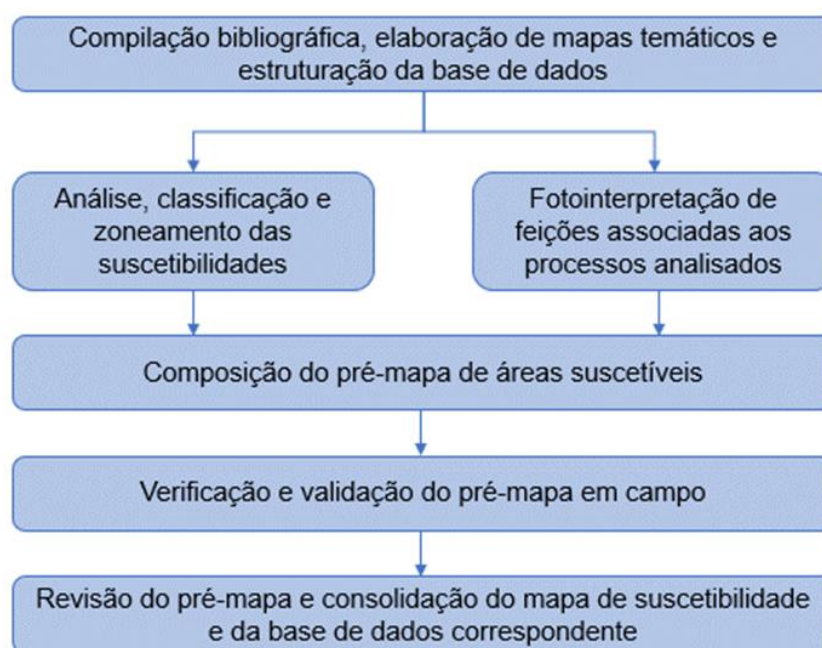 Compilação bibliográfica, elaboração de mapas temáticos e
estruturação da base de dados
Análise, classificação e
zoneamento das
suscetibilidades
Fotointerpretação de
feições associadas aos
processos analisados
Composição do pré-mapa de áreas suscetíveis
Verificação e validação do pré-mapa em campo
Revisão do pré-mapa e consolidação do mapa de suscetibilidade
e da base de dados correspondente